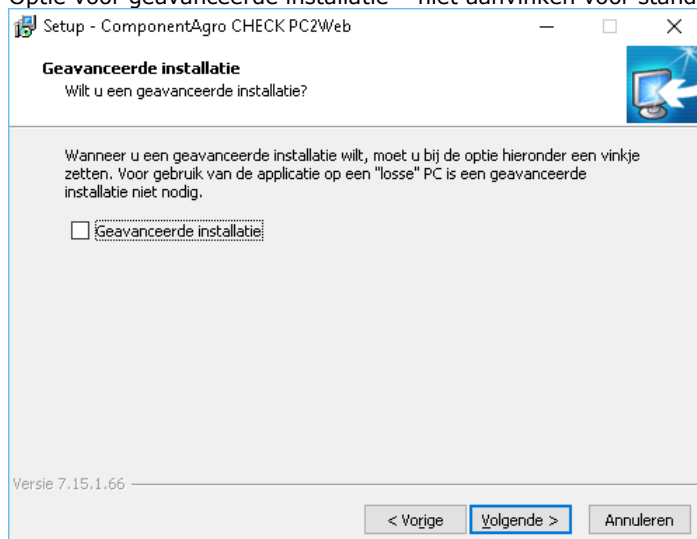 Optie voor geavanceerde installatie – niet aanvinken voor stand
Setup - ComponentAgro CHECK PC2Web
Geavanceerde installatie
Wilt u een geavanceerde installatie?
Wanneer u een geavanceerde installatie wilt, moet u bij de optie hieronder een vinkje
zetten. Voor gebruik van de applicatie op een "losse" PC is een geavanceerde
installatie niet nodig.
Geavanceerde installatie
Versie 7.15.1.66
< Vorige Volgende > Annuleren